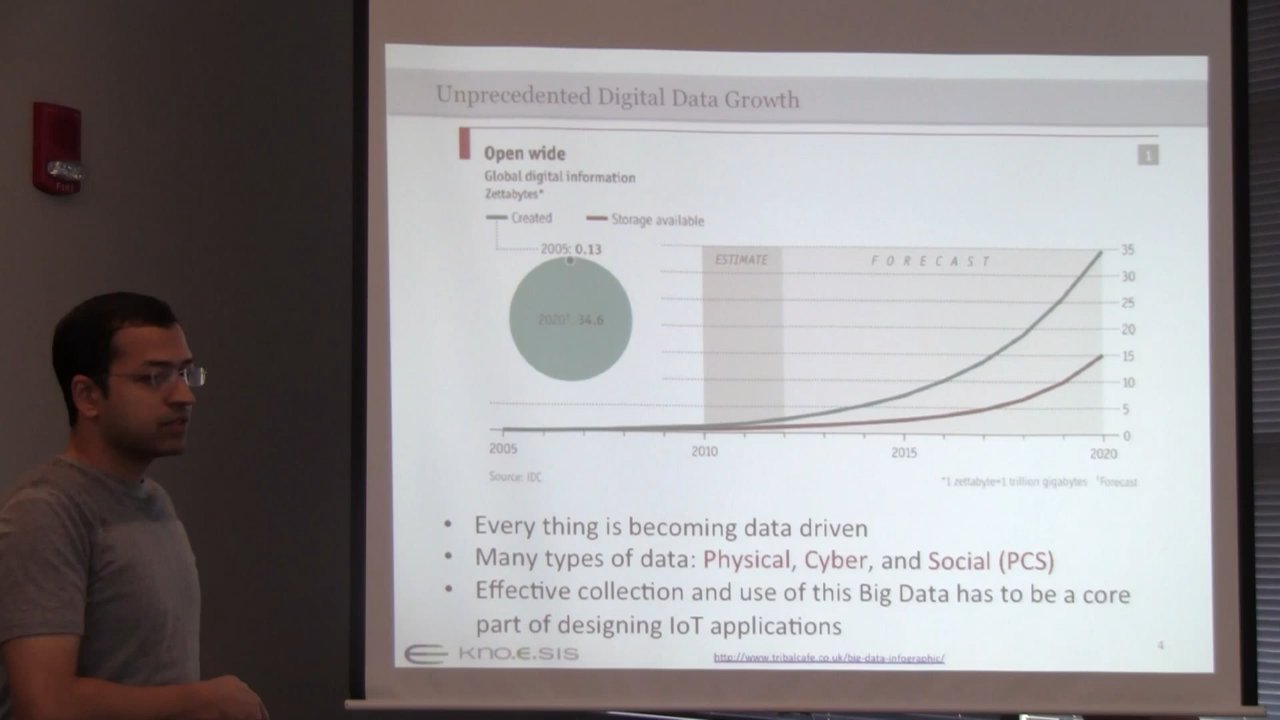 Unprecedented Digital Data Growth
Open wide
1
Global digital information
Zettabytes*
Created
Storage available
2005: 0.13
2020† 34.6
ESTIMATE
FORECAST
35
30
25
20
15
10
5
0
2005
2010
2015
2020
Source: IDC
*1 zettabyte=1 trillion gigabytes †Forecast
• Every thing is becoming data driven
• Many types of data: Physical, Cyber, and Social (PCS)
• Effective collection and use of this Big Data has to be a core
part of designing IoT applications
KNO.E.SIS
http://www.tribalcafe.co.uk/big-data-infographic/
4
FIRE